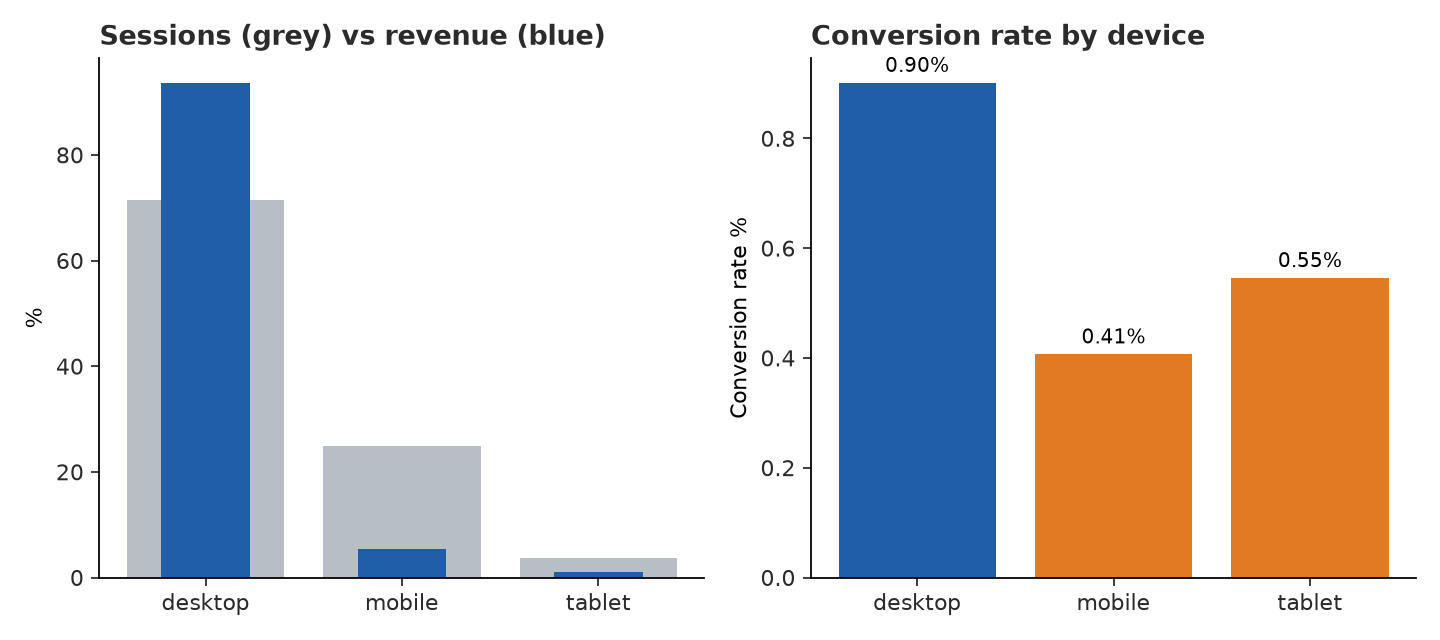 Sessions (grey) vs revenue (blue)
%
80
60
40
20
0
desktop
mobile
tablet
Conversion rate by device
Conversion rate %
0.8
0.6
0.4
0.2
0.0
0.90%
0.41%
0.55%
desktop
mobile
tablet